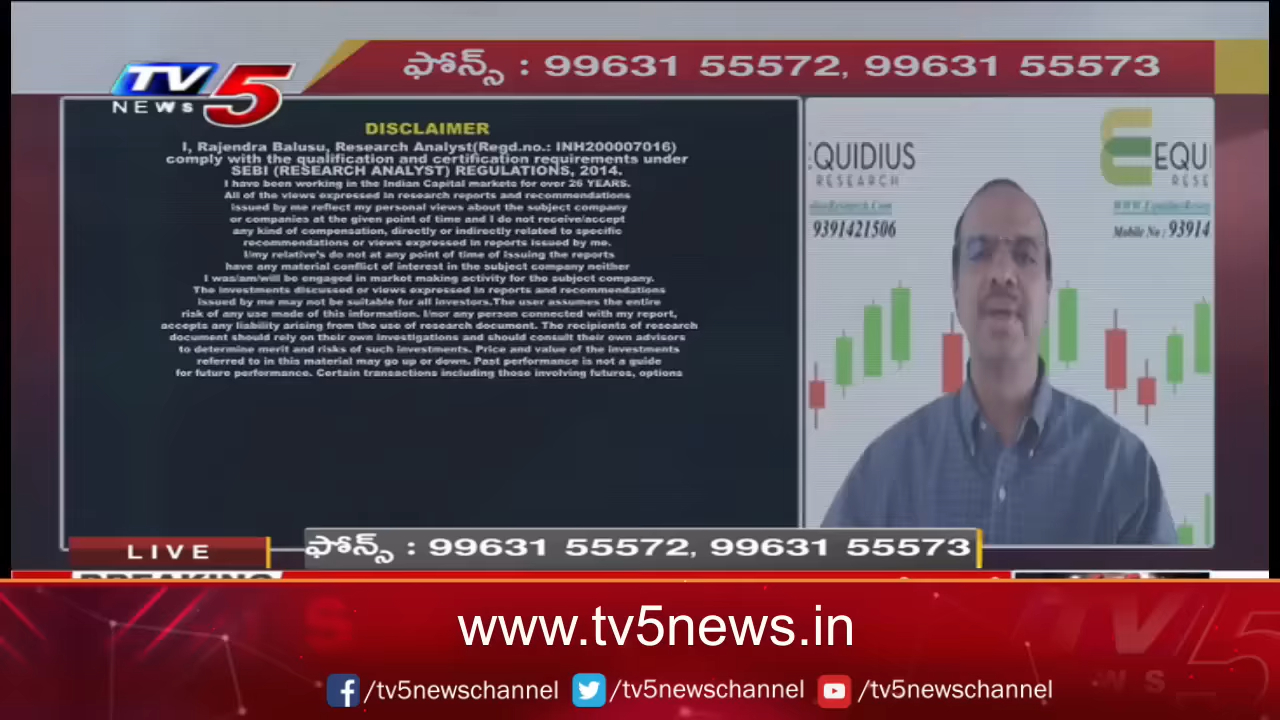 ఫోన్స్ : 99631 55572, 99631 55573
TV5
NEWS
DISCLAIMER
I, Rajendra Balusu, Research Analyst(Regd.no.: INH200007016)
comply with the qualification and certification requirements under
SEBI (RESEARCH ANALYST) REGULATIONS, 2014.
I have been working in the Indian Capital markets for over 26 YEARS.
All of the views expressed in research reports and recommendations
issued by me reflect my personal views about the subject company
or companies at the given point of time and I do not receive/accept
any kind of compensation, directly or indirectly related to specific
recommendations or views expressed in reports issued by me.
I/my relative's do not at any point of time of issuing the reports
have any material conflict of interest in the subject company neither
I was/am/will be engaged in market making activity for the subject company.
The investments discussed or views expressed in reports and recommendations
issued by me may not be suitable for all investors.The user assumes the entire
risk of any use made of this information. I/nor any person connected with my report,
accepts any liability arising from the use of research document. The recipients of research
document should rely on their own investigations and should consult their own advisors
to determine merit and risks of such investments. Price and value of the investments
referred to in this material may go up or down. Past performance is not a guide
for future performance. Certain transactions including those involving futures, options
EQUIDIUS
RESEARCH
9391421506
EQUI
RESE
Mobile No : 93914
LIVE
ఫోన్స్ : 99631 55572, 99631 55573
BREAKING
www.tv5news.in
/tv5newschannel
/tv5newschannel
/tv5newschannel